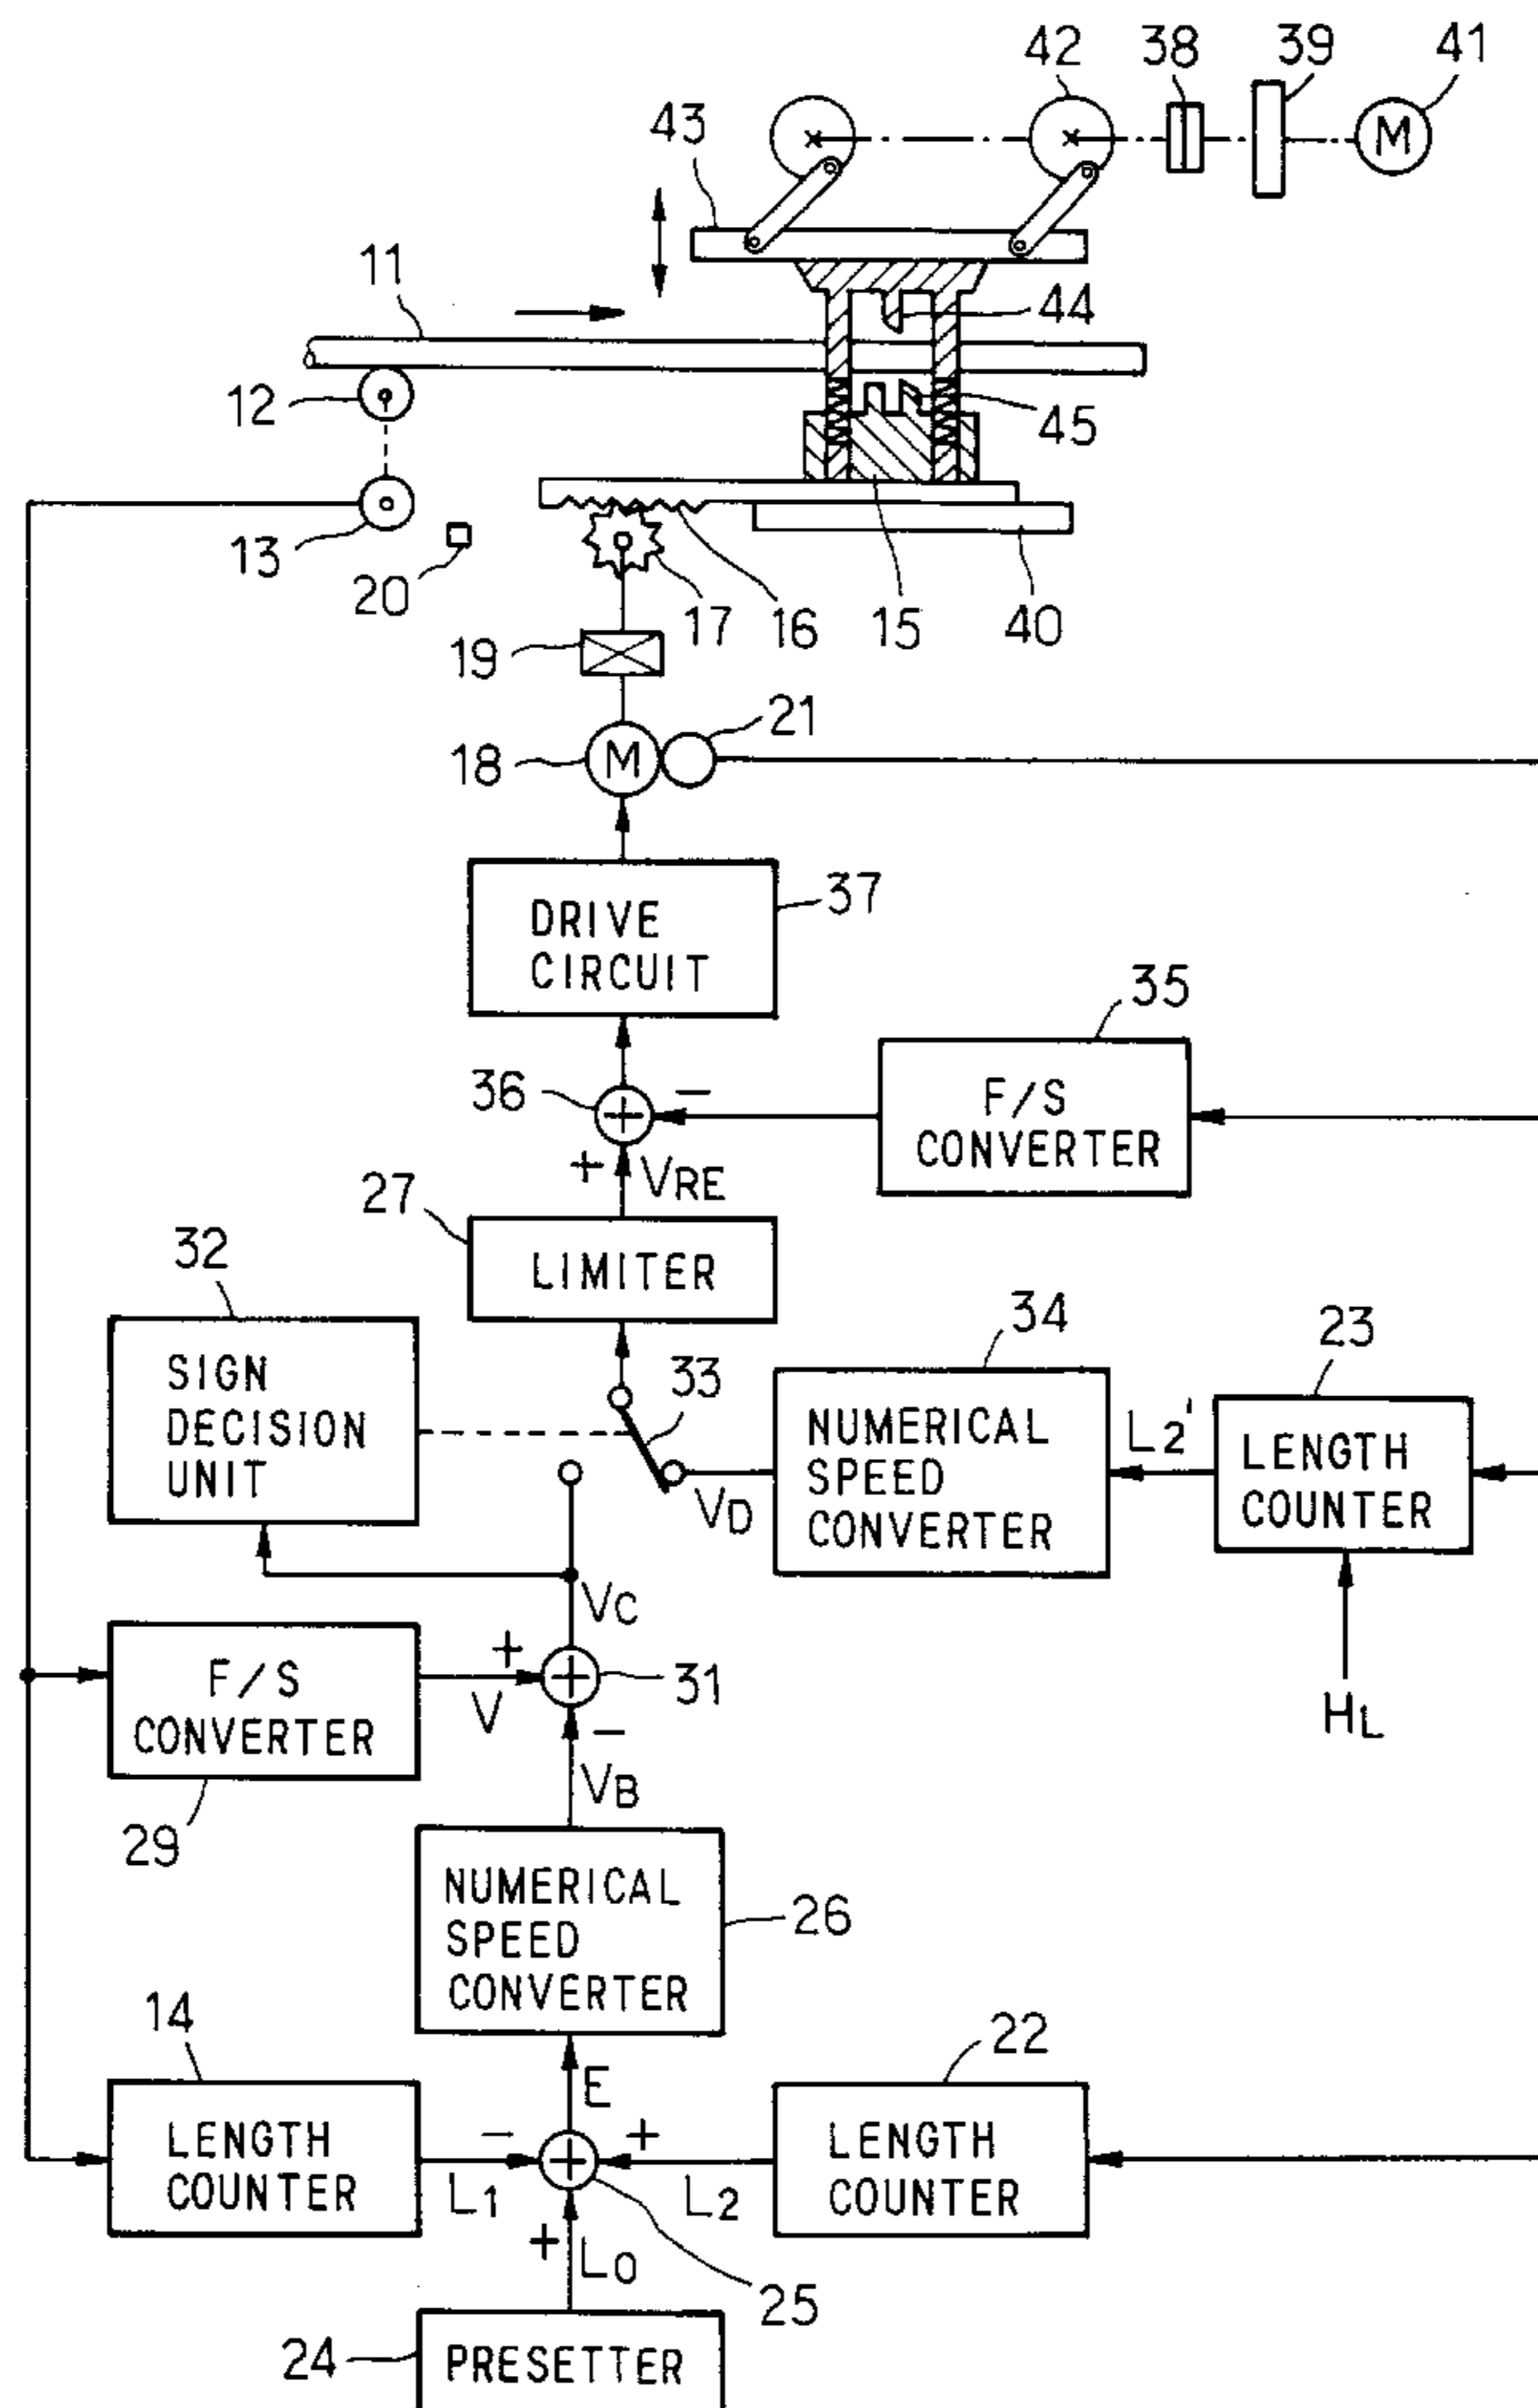 42 38 39 41
43
M
11
44
12
45
13
20
17 16 15 40
19
21
18 M
DRIVE
CIRCUIT
37
35
36 + −
F/S
CONVERTER
+ VRE
27
LIMITER
32
34
23
33
SIGN
DECISION
UNIT
NUMERICAL
SPEED
CONVERTER
L2'
LENGTH
COUNTER
VD
VC
+
F/S
CONVERTER
V
+
31
−
HL
VB
29
NUMERICAL
SPEED
CONVERTER
26
14
22
E
LENGTH
COUNTER
−
L1
+
+
L2
LENGTH
COUNTER
+ L0
25
24
PRESETTER